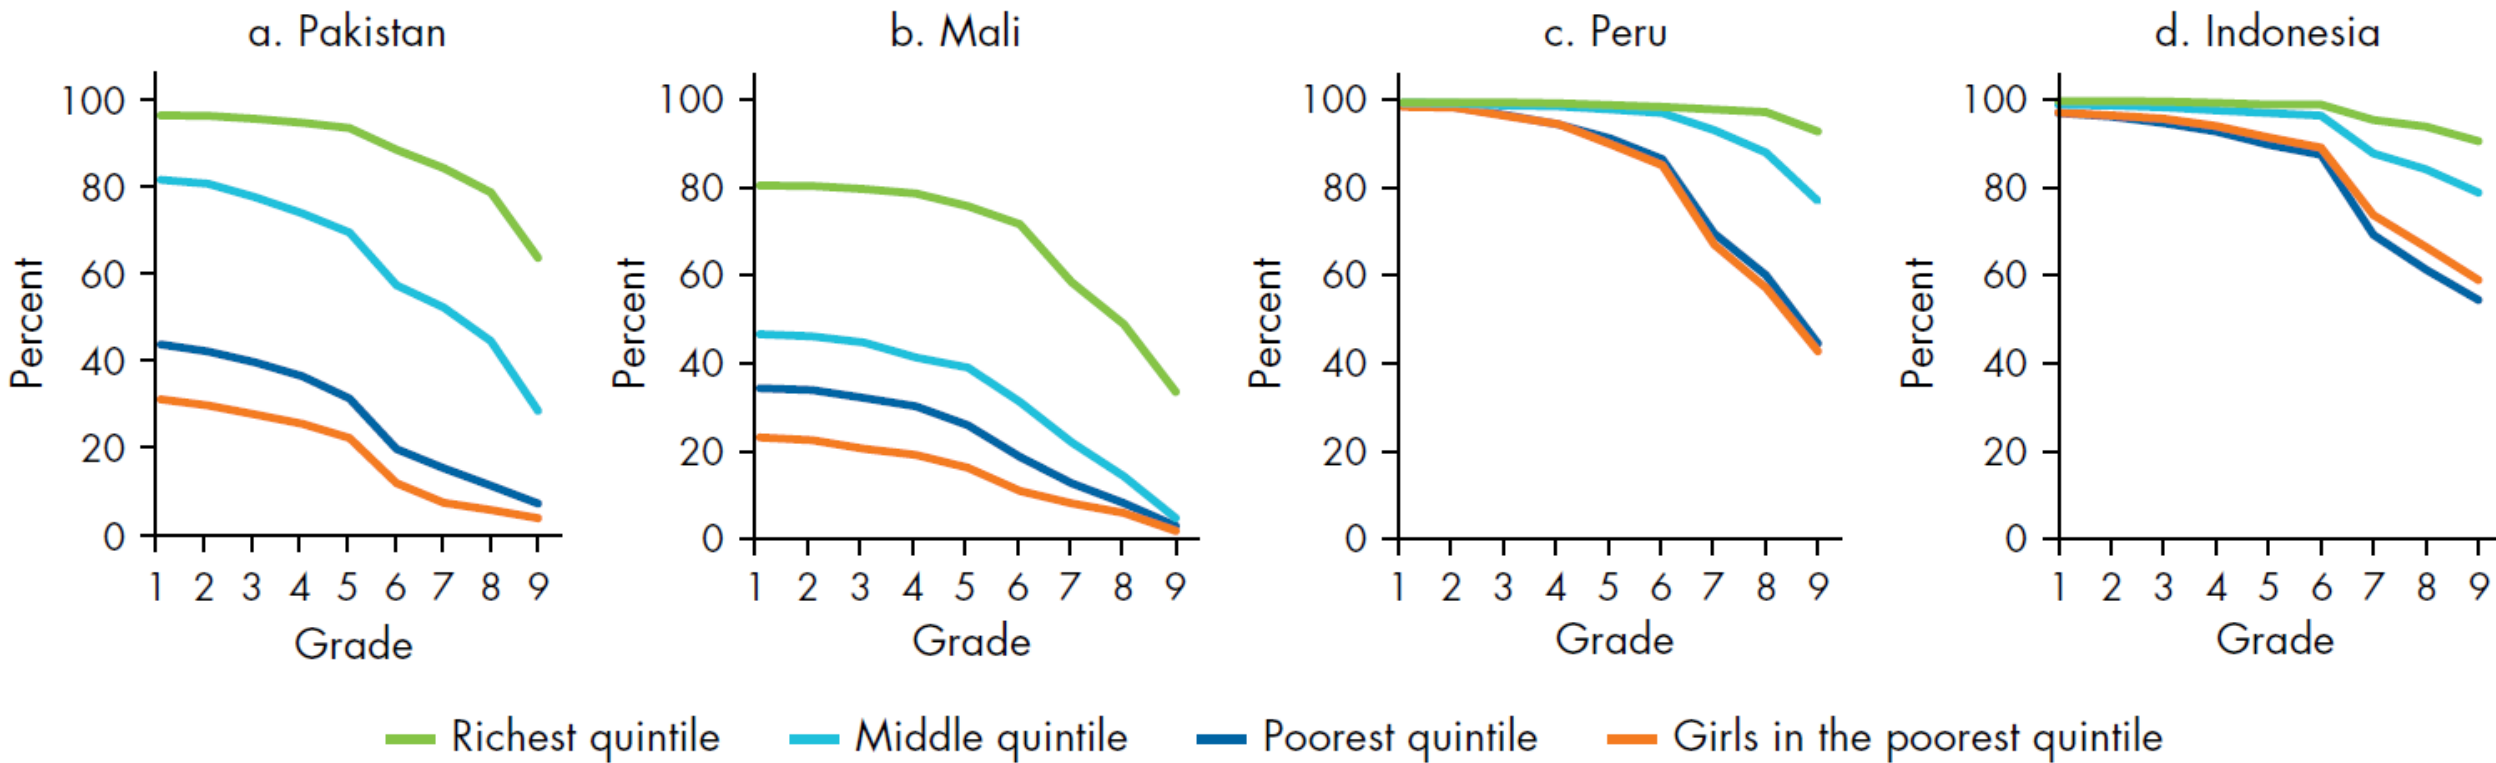 a. Pakistan
100
80
60
40
20
0
Percent
1 2 3 4 5 6 7 8 9
Grade
b. Mali
100
80
60
40
20
0
Percent
1 2 3 4 5 6 7 8 9
Grade
c. Peru
100
80
60
40
20
0
Percent
1 2 3 4 5 6 7 8 9
Grade
d. Indonesia
100
80
60
40
20
0
Percent
1 2 3 4 5 6 7 8 9
Grade
Richest quintile Middle quintile Poorest quintile Girls in the poorest quintile